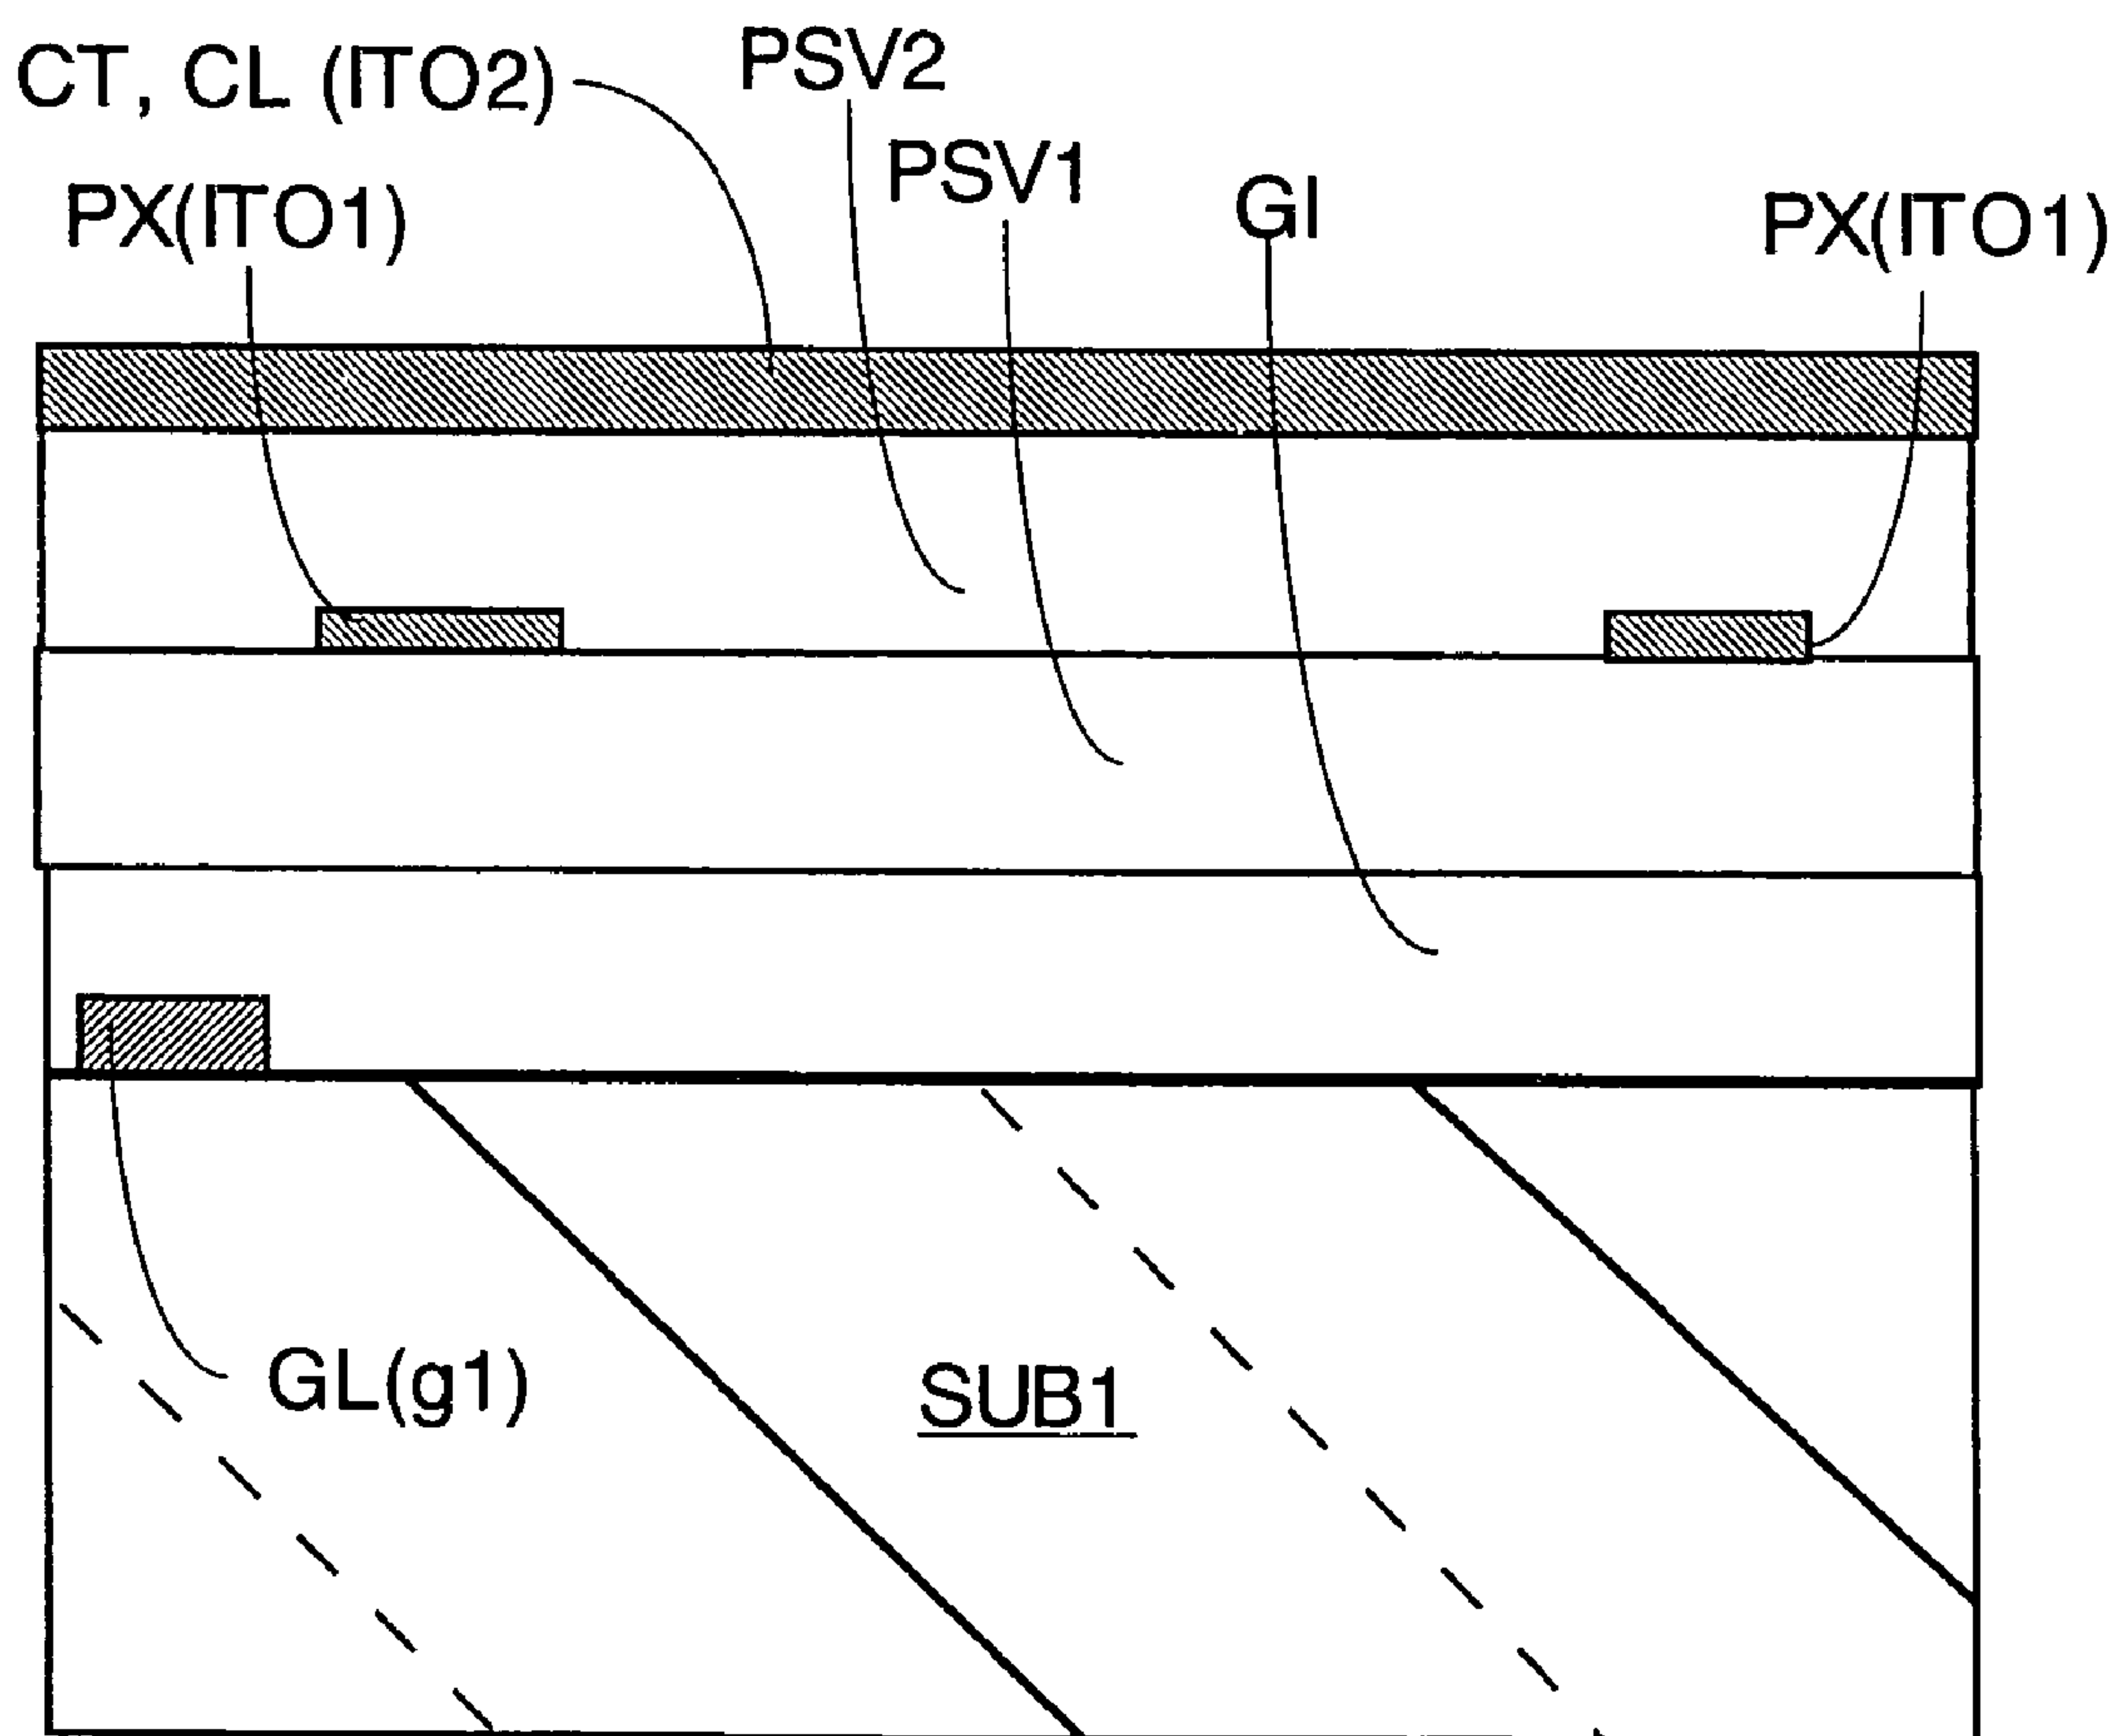 CT, CL (ITO2)
PSV2
PSV1
PX(ITO1)
GI
PX(ITO1)
GL(g1)
SUB1